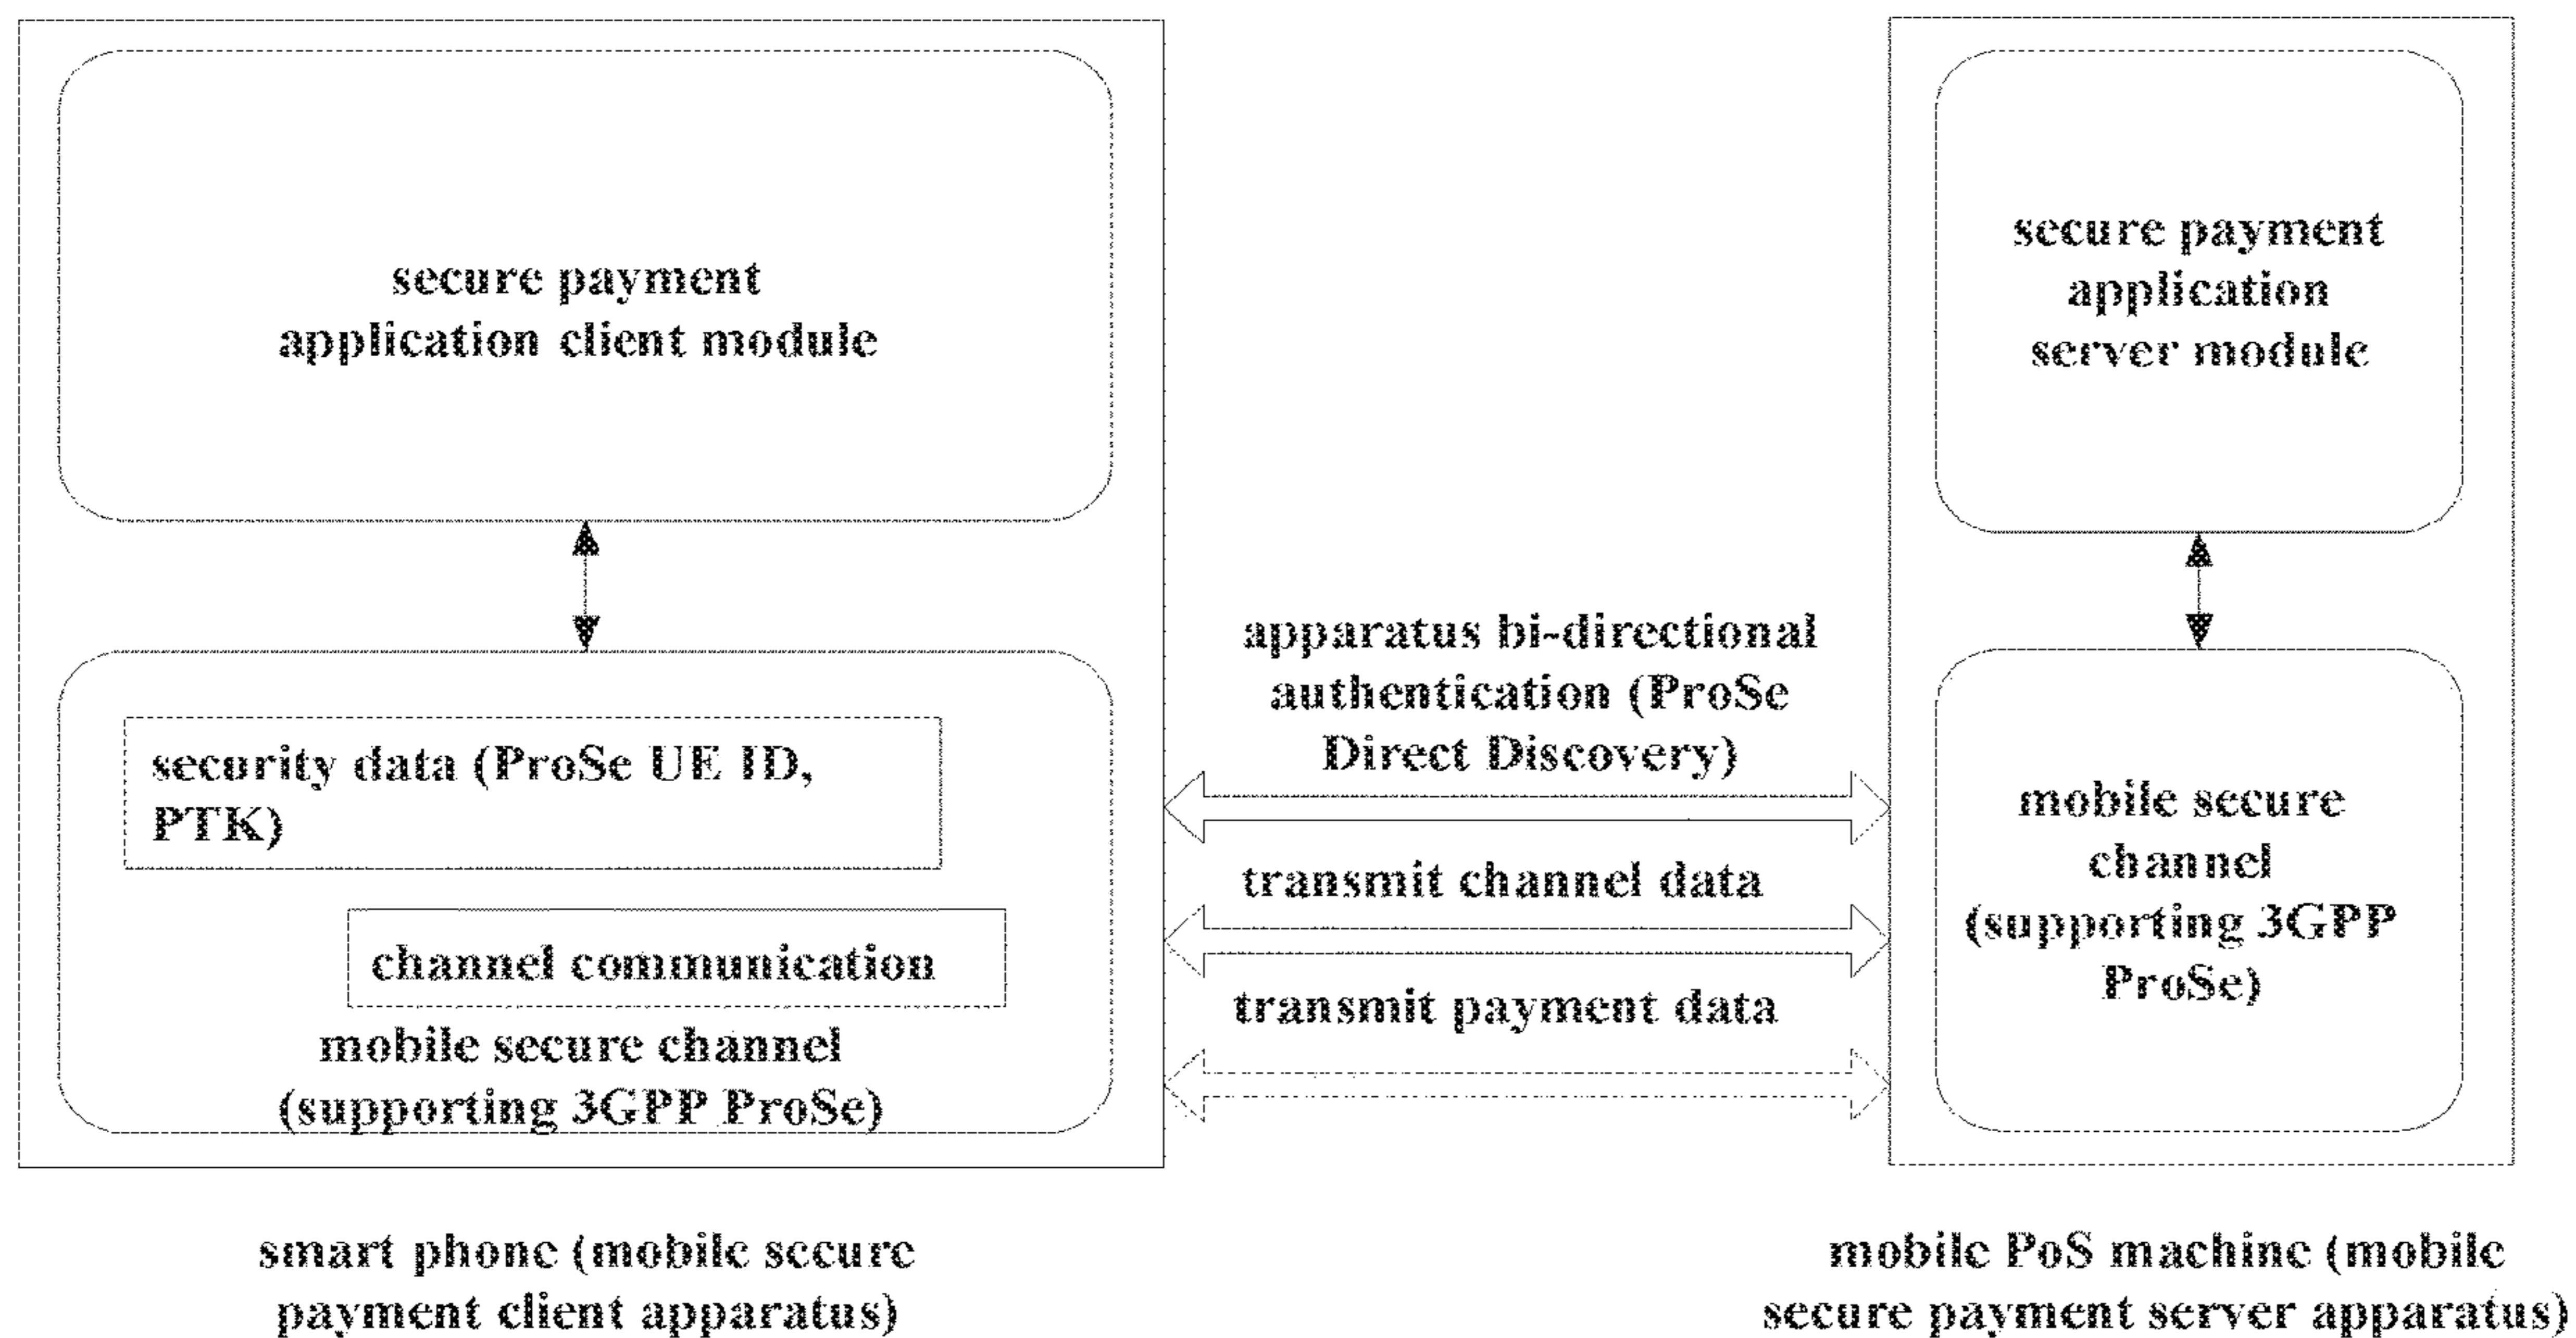 secure payment
application client module
security data (ProSe UE ID,
PTK)
channel communication
mobile secure channel
(supporting 3GPP ProSe)
smart phone (mobile secure
payment client apparatus)
apparatus bi-directional
authentication (ProSe
Direct Discovery)
transmit channel data
transmit payment data
secure payment
application
server module
mobile secure
channel
(supporting 3GPP
ProSe)
mobile PoS machine (mobile
secure payment server apparatus)